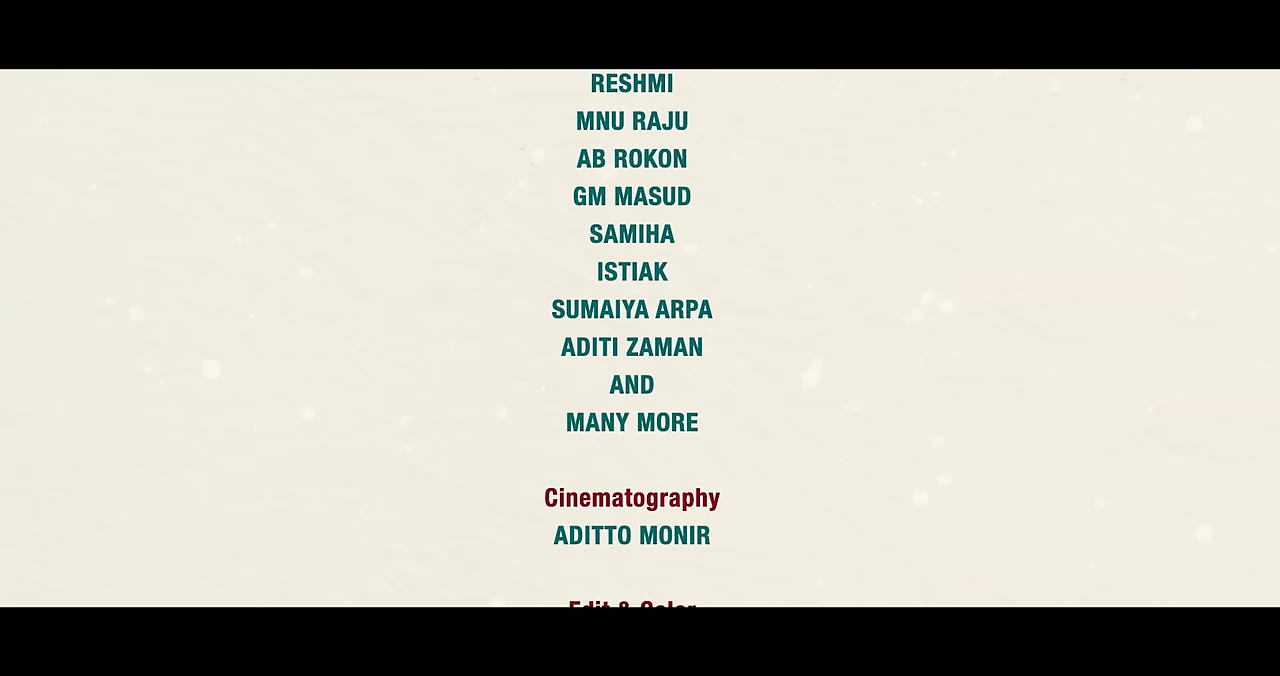 RESHMI
MNU RAJU
AB ROKON
GM MASUD
SAMIHA
ISTIAK
SUMAIYA ARPA
ADITI ZAMAN
AND
MANY MORE
Cinematography
ADITTO MONIR
Edit & Color